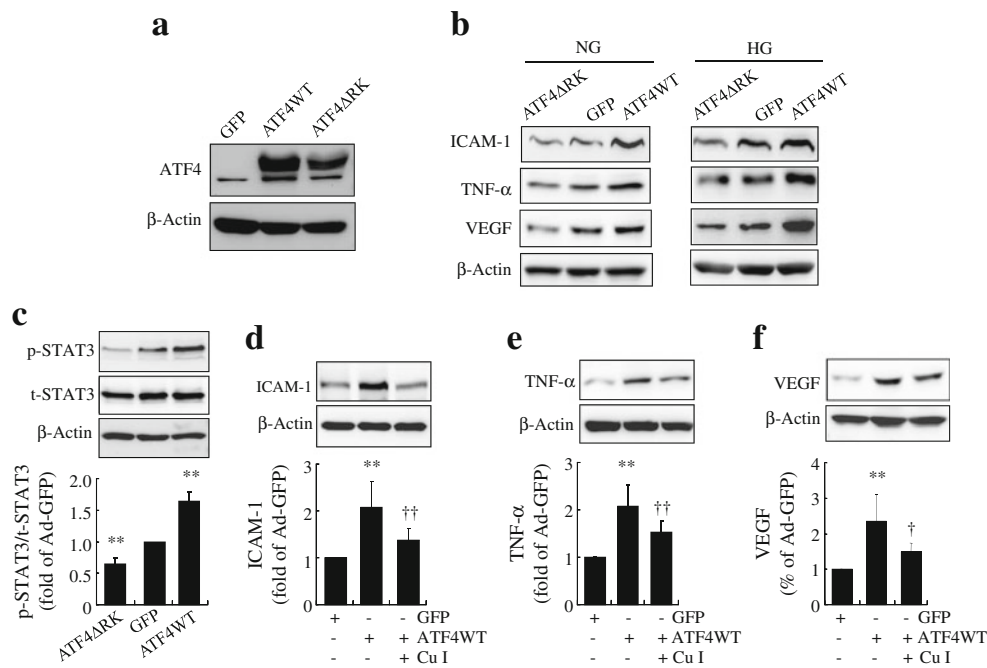 a
GFP ATF4WT ATF4ΔRK
ATF4
β-Actin
b
NG HG
ATF4ΔRK GFP ATF4WT ATF4ΔRK GFP ATF4WT
ICAM-1
TNF-α
VEGF
β-Actin
c
p-STAT3
t-STAT3
β-Actin
p-STAT3/t-STAT3
(fold of Ad-GFP)
2.0
1.5
1.0
0.5
0
** **
ATF4ΔRK GFP ATF4WT
d
ICAM-1
β-Actin
ICAM-1
(fold of Ad-GFP)
3
2
1
0
** ††
+ - - GFP
- + + ATF4WT
- - + Cu I
e
TNF-α
β-Actin
TNF-α
(fold of Ad-GFP)
3
2
1
0
** ††
+ - - GFP
- + + ATF4WT
- - + Cu I
f
VEGF
β-Actin
VEGF
(% of Ad-GFP)
4
3
2
1
0
** †
+ - - GFP
- + + ATF4WT
- - + Cu I